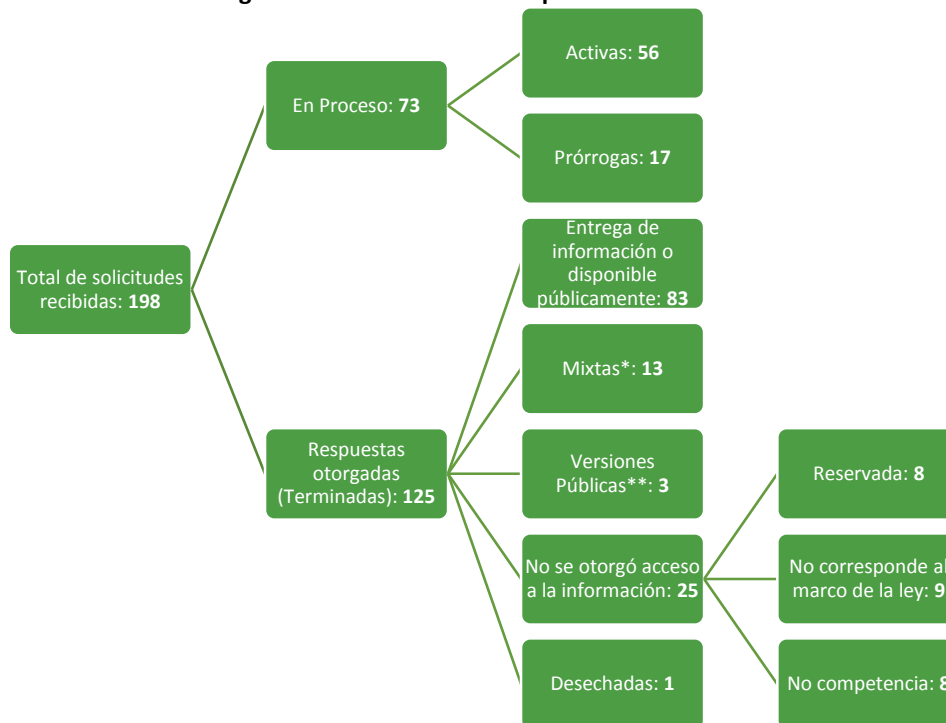 Activas: 56
En Proceso: 73
Prórrogas: 17
Total de solicitudes
recibidas: 198
Entrega de
información o
disponible
públicamente: 83
Mixtas*: 13
Respuestas
otorgadas
(Terminadas): 125
Versiones
Públicas**: 3
No se otorgó acceso
a la información: 25
Reservada: 8
No corresponde al
marco de la ley: 9
No competencia: 8
Desechadas: 1